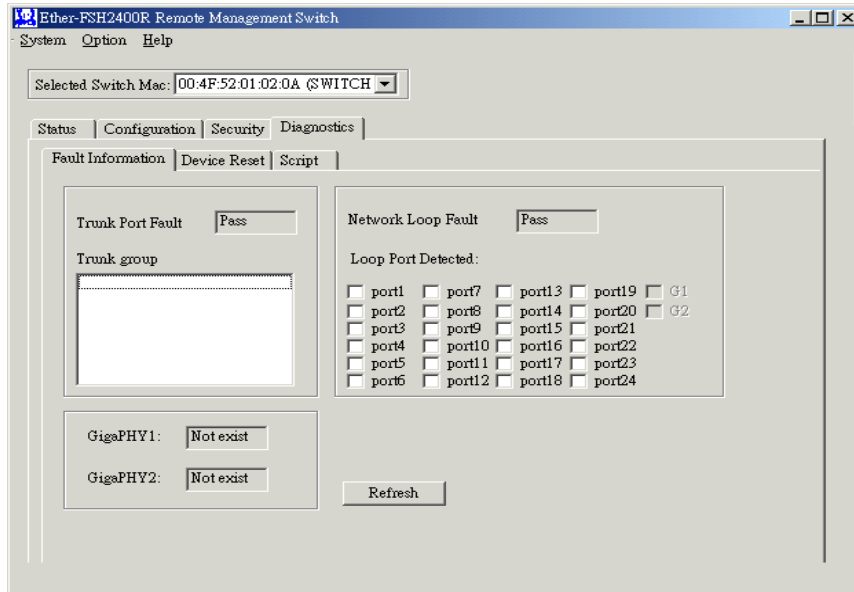 Ether-FSH2400R Remote Management Switch
System Option Help
Selected Switch Mac: 00:4F:52:01:02:0A (SWITCH
Status Configuration Security Diagnostics
Fault Information Device Reset Script
Trunk Port Fault Pass
Trunk group
Network Loop Fault Pass
Loop Port Detected:
port1 port7 port13 port19 G1
port2 port8 port14 port20 G2
port3 port9 port15 port21
port4 port10 port16 port22
port5 port11 port17 port23
port6 port12 port18 port24
GigaPHY1: Not exist
GigaPHY2: Not exist
Refresh